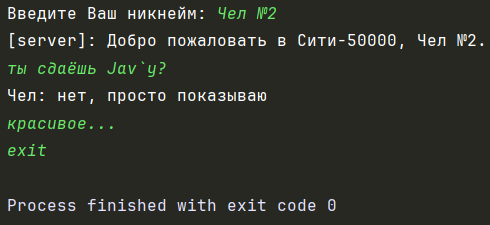 Введите Ваш никнейм: Чел №2
[server]: Добро пожаловать в Сити-50000, Чел №2.
ты сдаёшь Jav`у?
Чел: нет, просто показываю
красивое...
exit
Process finished with exit code 0